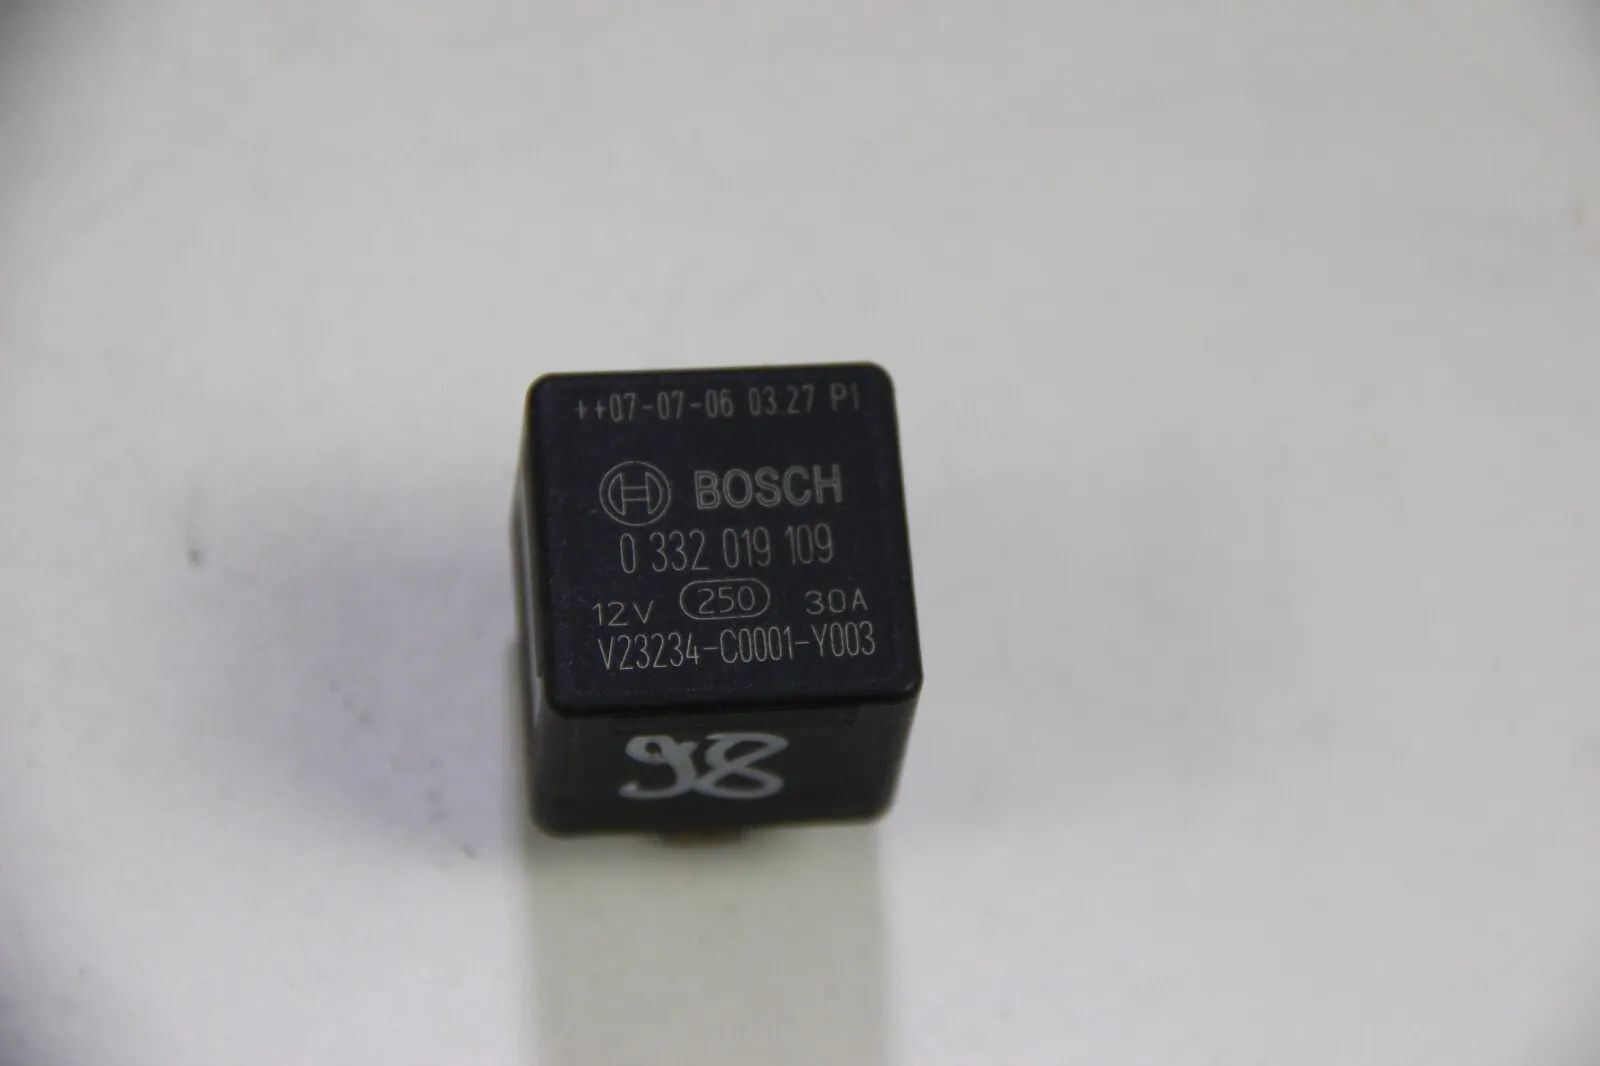 ++07-07-06 03:27 P1
BOSCH
0 332 019 109
12V 250 30A
V23234-C0001-Y003
98